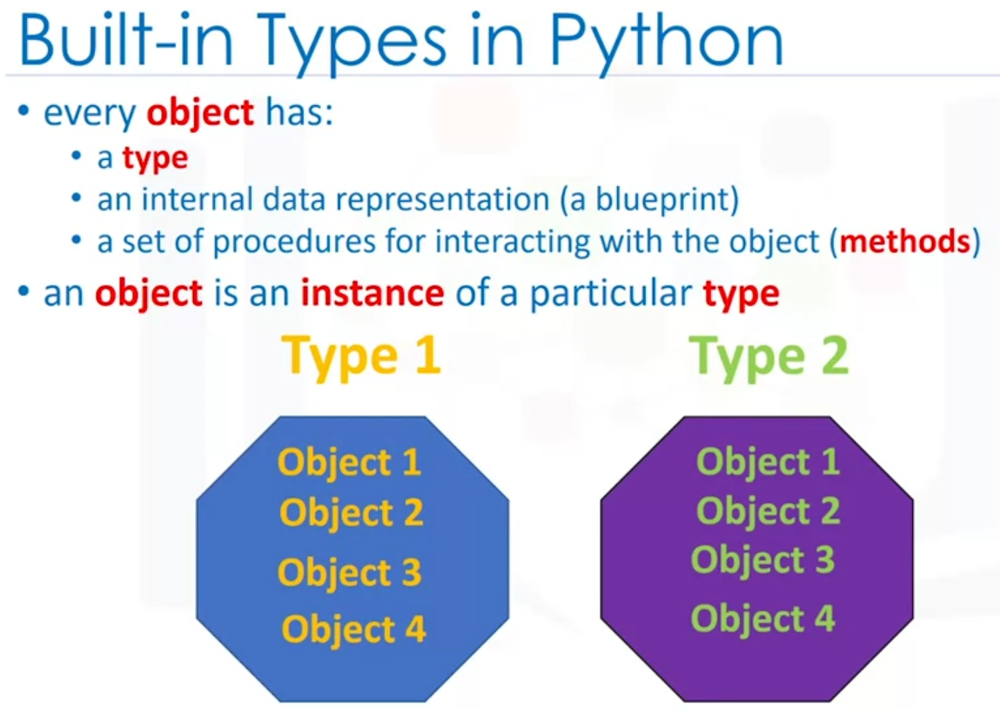 Built-in Types in Python
• every object has:
• a type
• an internal data representation (a blueprint)
• a set of procedures for interacting with the object (methods)
• an object is an instance of a particular type
Type 1
Object 1
Object 2
Object 3
Object 4
Type 2
Object 1
Object 2
Object 3
Object 4